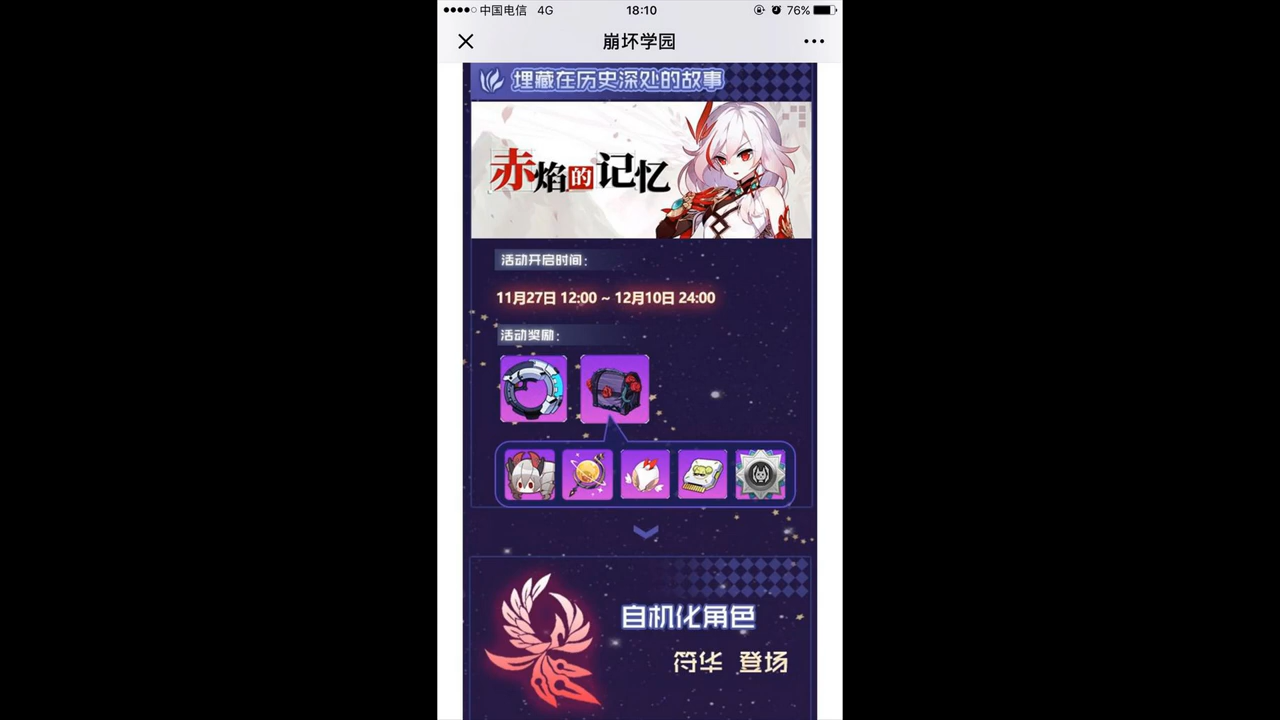 中国电信 4G 18:10 76%
崩坏学园
埋藏在历史深处的故事
赤焰的记忆
活动开启时间：
11月27日 12:00 ~ 12月10日 24:00
活动奖励：
自机化角色
符华 登场